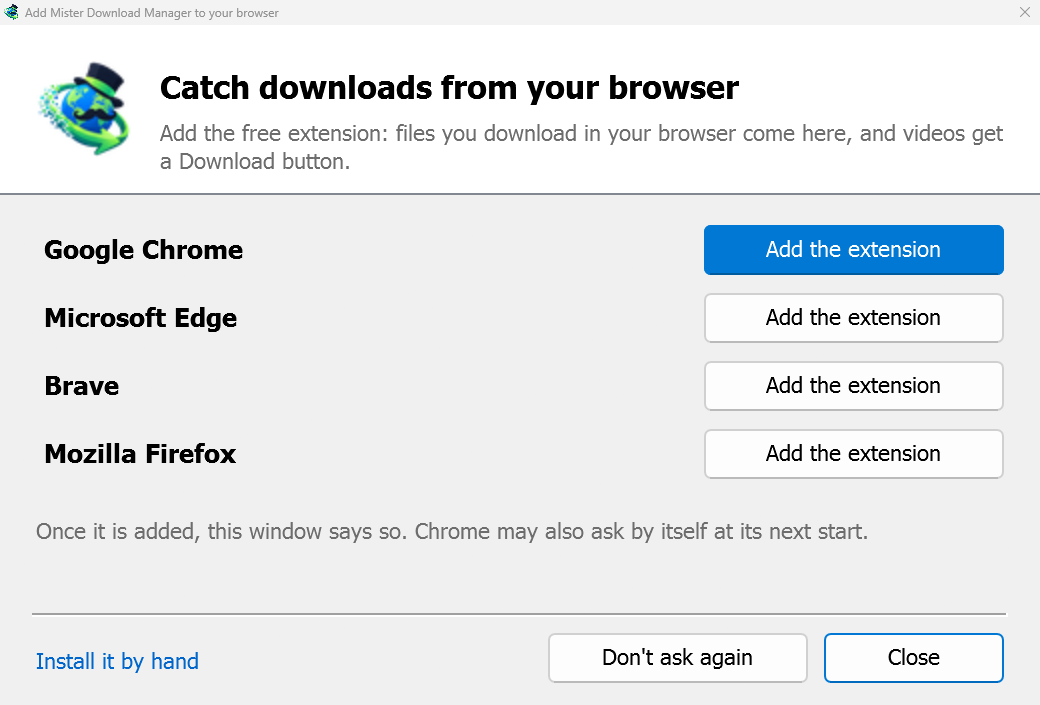 Add Mister Download Manager to your browser
Catch downloads from your browser
Add the free extension: files you download in your browser come here, and videos get
a Download button.
Google Chrome
Add the extension
Microsoft Edge
Add the extension
Brave
Add the extension
Mozilla Firefox
Add the extension
Once it is added, this window says so. Chrome may also ask by itself at its next start.
Install it by hand
Don't ask again
Close